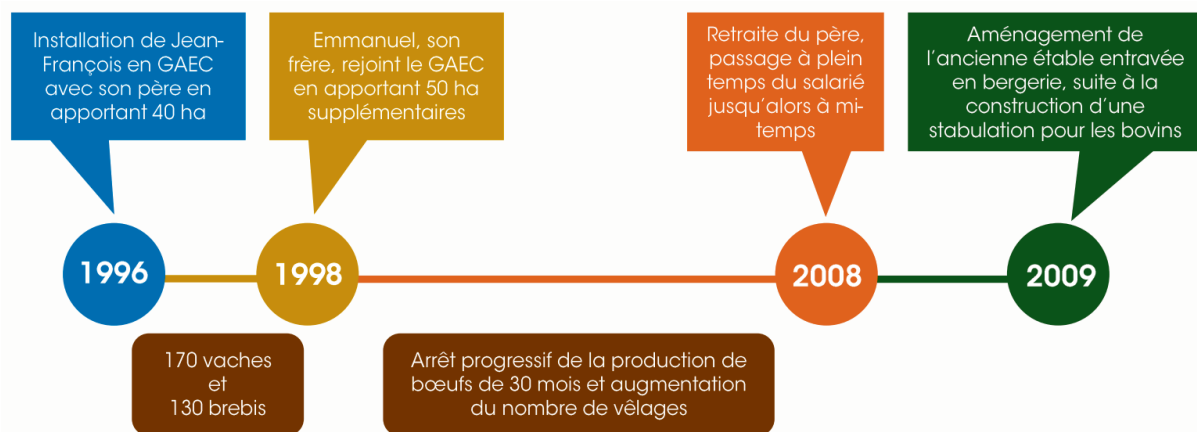 Installation de Jean-
François en GAEC
avec son père en
apportant 40 ha
Emmanuel, son
frère, rejoint le GAEC
en apportant 50 ha
supplémentaires
Retraite du père,
passage à plein
temps du salarié
jusqu'alors à mi-
temps
Aménagement de
l'ancienne étable entravée
en bergerie, suite à la
construction d'une
stabulation pour les bovins
1996
1998
2008
2009
170 vaches
et
130 brebis
Arrêt progressif de la production de
bœufs de 30 mois et augmentation
du nombre de vêlages